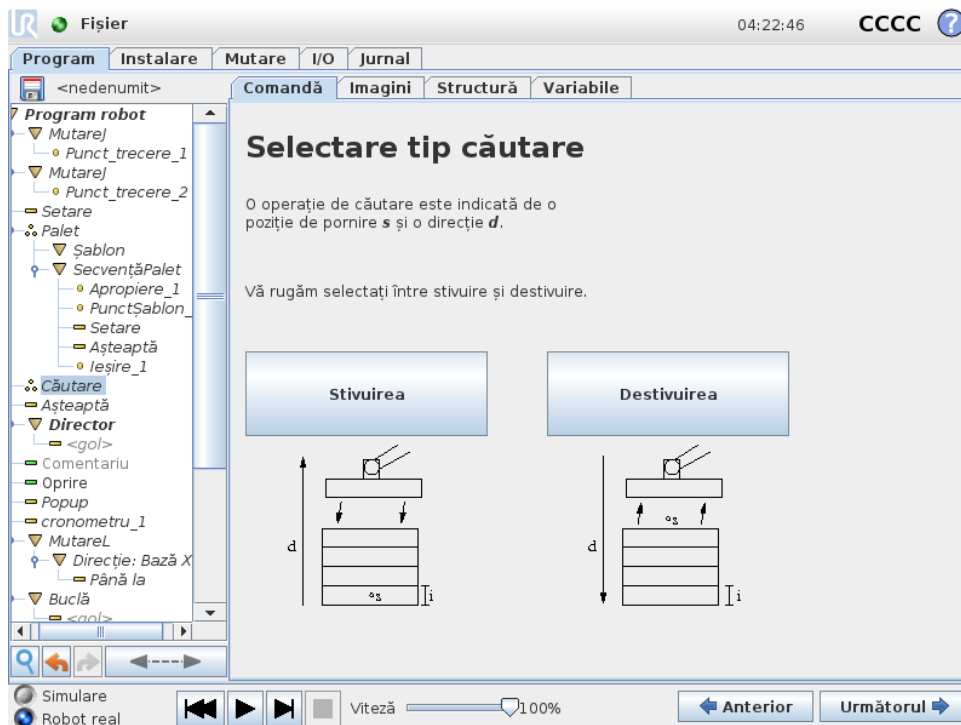 UR Fișier 04:22:46 CCCC ?
Program Instalare Mutare I/O Jurnal
<nedenumit>
Comandă Imagini Structură Variabile
Program robot
MutareJ
Punct_trecere_1
MutareJ
Punct_trecere_2
Setare
Palet
Șablon
SecvențăPalet
Apropiere_1
PunctȘablon_
Setare
Așteaptă
Ieșire_1
Căutare
Așteaptă
Director
<gol>
Comentariu
Oprire
Popup
cronometru_1
MutareL
Direcție: Bază X
Până la
Buclă
<gol>
Selectare tip căutare
O operație de căutare este indicată de o
poziție de pornire s și o direcție d.
Vă rugăm selectați între stivuire și destivuire.
Stivuirea Destivuirea
d s i
d s i
Simulare
Robot real
Viteză 100%
Anterior Următorul